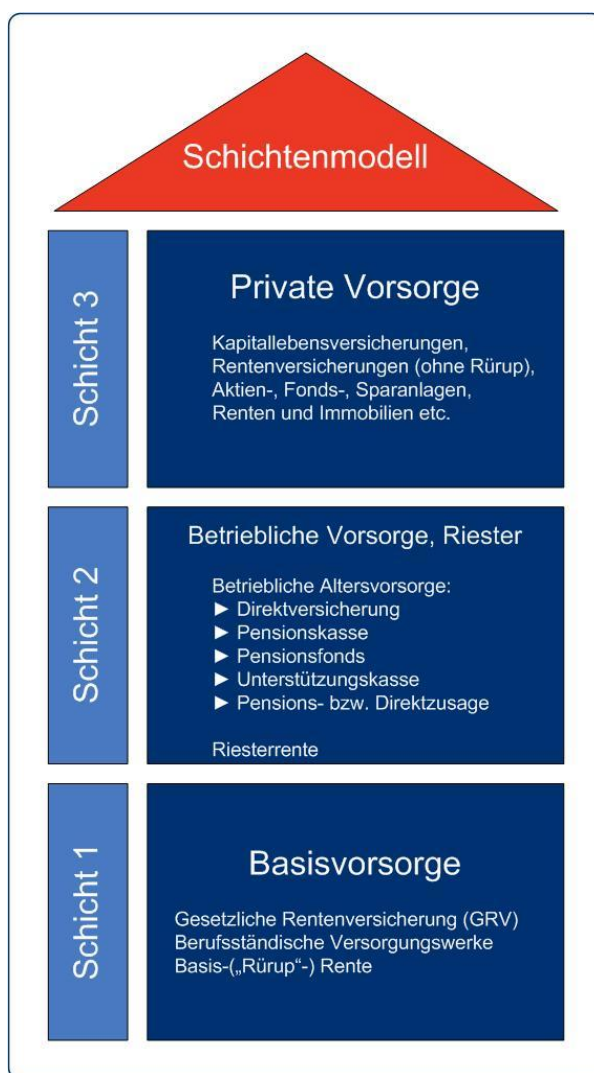 Schichtenmodell
Schicht 3
Private Vorsorge
Kapitallebensversicherungen,
Rentenversicherungen (ohne Rürup),
Aktien-, Fonds-, Sparanlagen,
Renten und Immobilien etc.
Schicht 2
Betriebliche Vorsorge, Riester
Betriebliche Altersvorsorge:
► Direktversicherung
► Pensionskasse
► Pensionsfonds
► Unterstützungskasse
► Pensions- bzw. Direktzusage
Riesterrente
Schicht 1
Basisvorsorge
Gesetzliche Rentenversicherung (GRV)
Berufsständische Versorgungswerke
Basis-(„Rürup“-) Rente